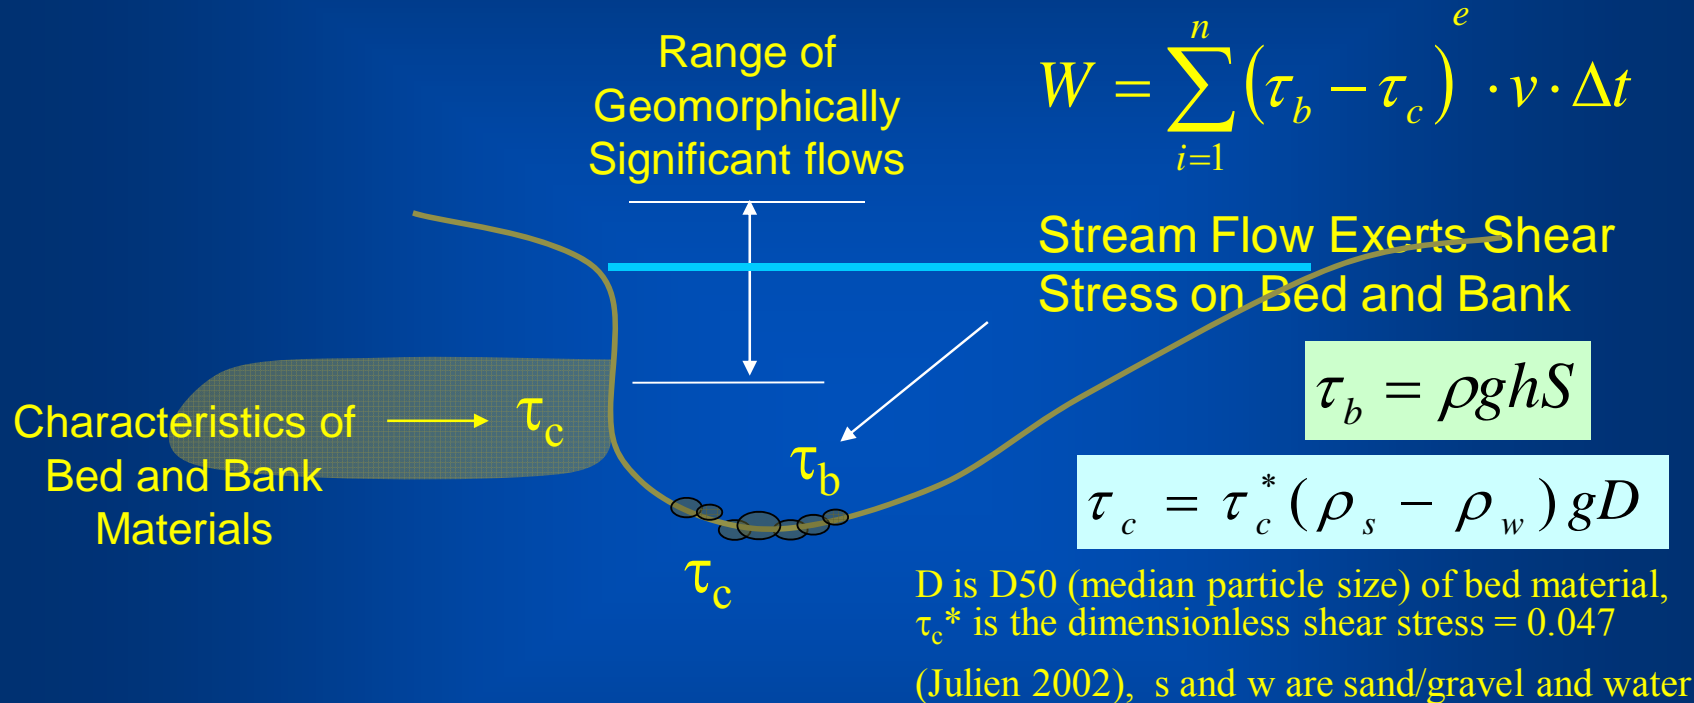 Range of
Geomorphically
Significant flows
W = \sum_{i=1}^{n} (τ_b − τ_c)^e · v · Δt
Stream Flow Exerts Shear
Stress on Bed and Bank
τ_b = ρghS
Characteristics of
Bed and Bank
Materials
τ_c
τ_b
τ_c
τ_c = τ_c^* (ρ_s − ρ_w) gD
D is D50 (median particle size) of bed material,
τ_c* is the dimensionless shear stress = 0.047
(Julien 2002), s and w are sand/gravel and water